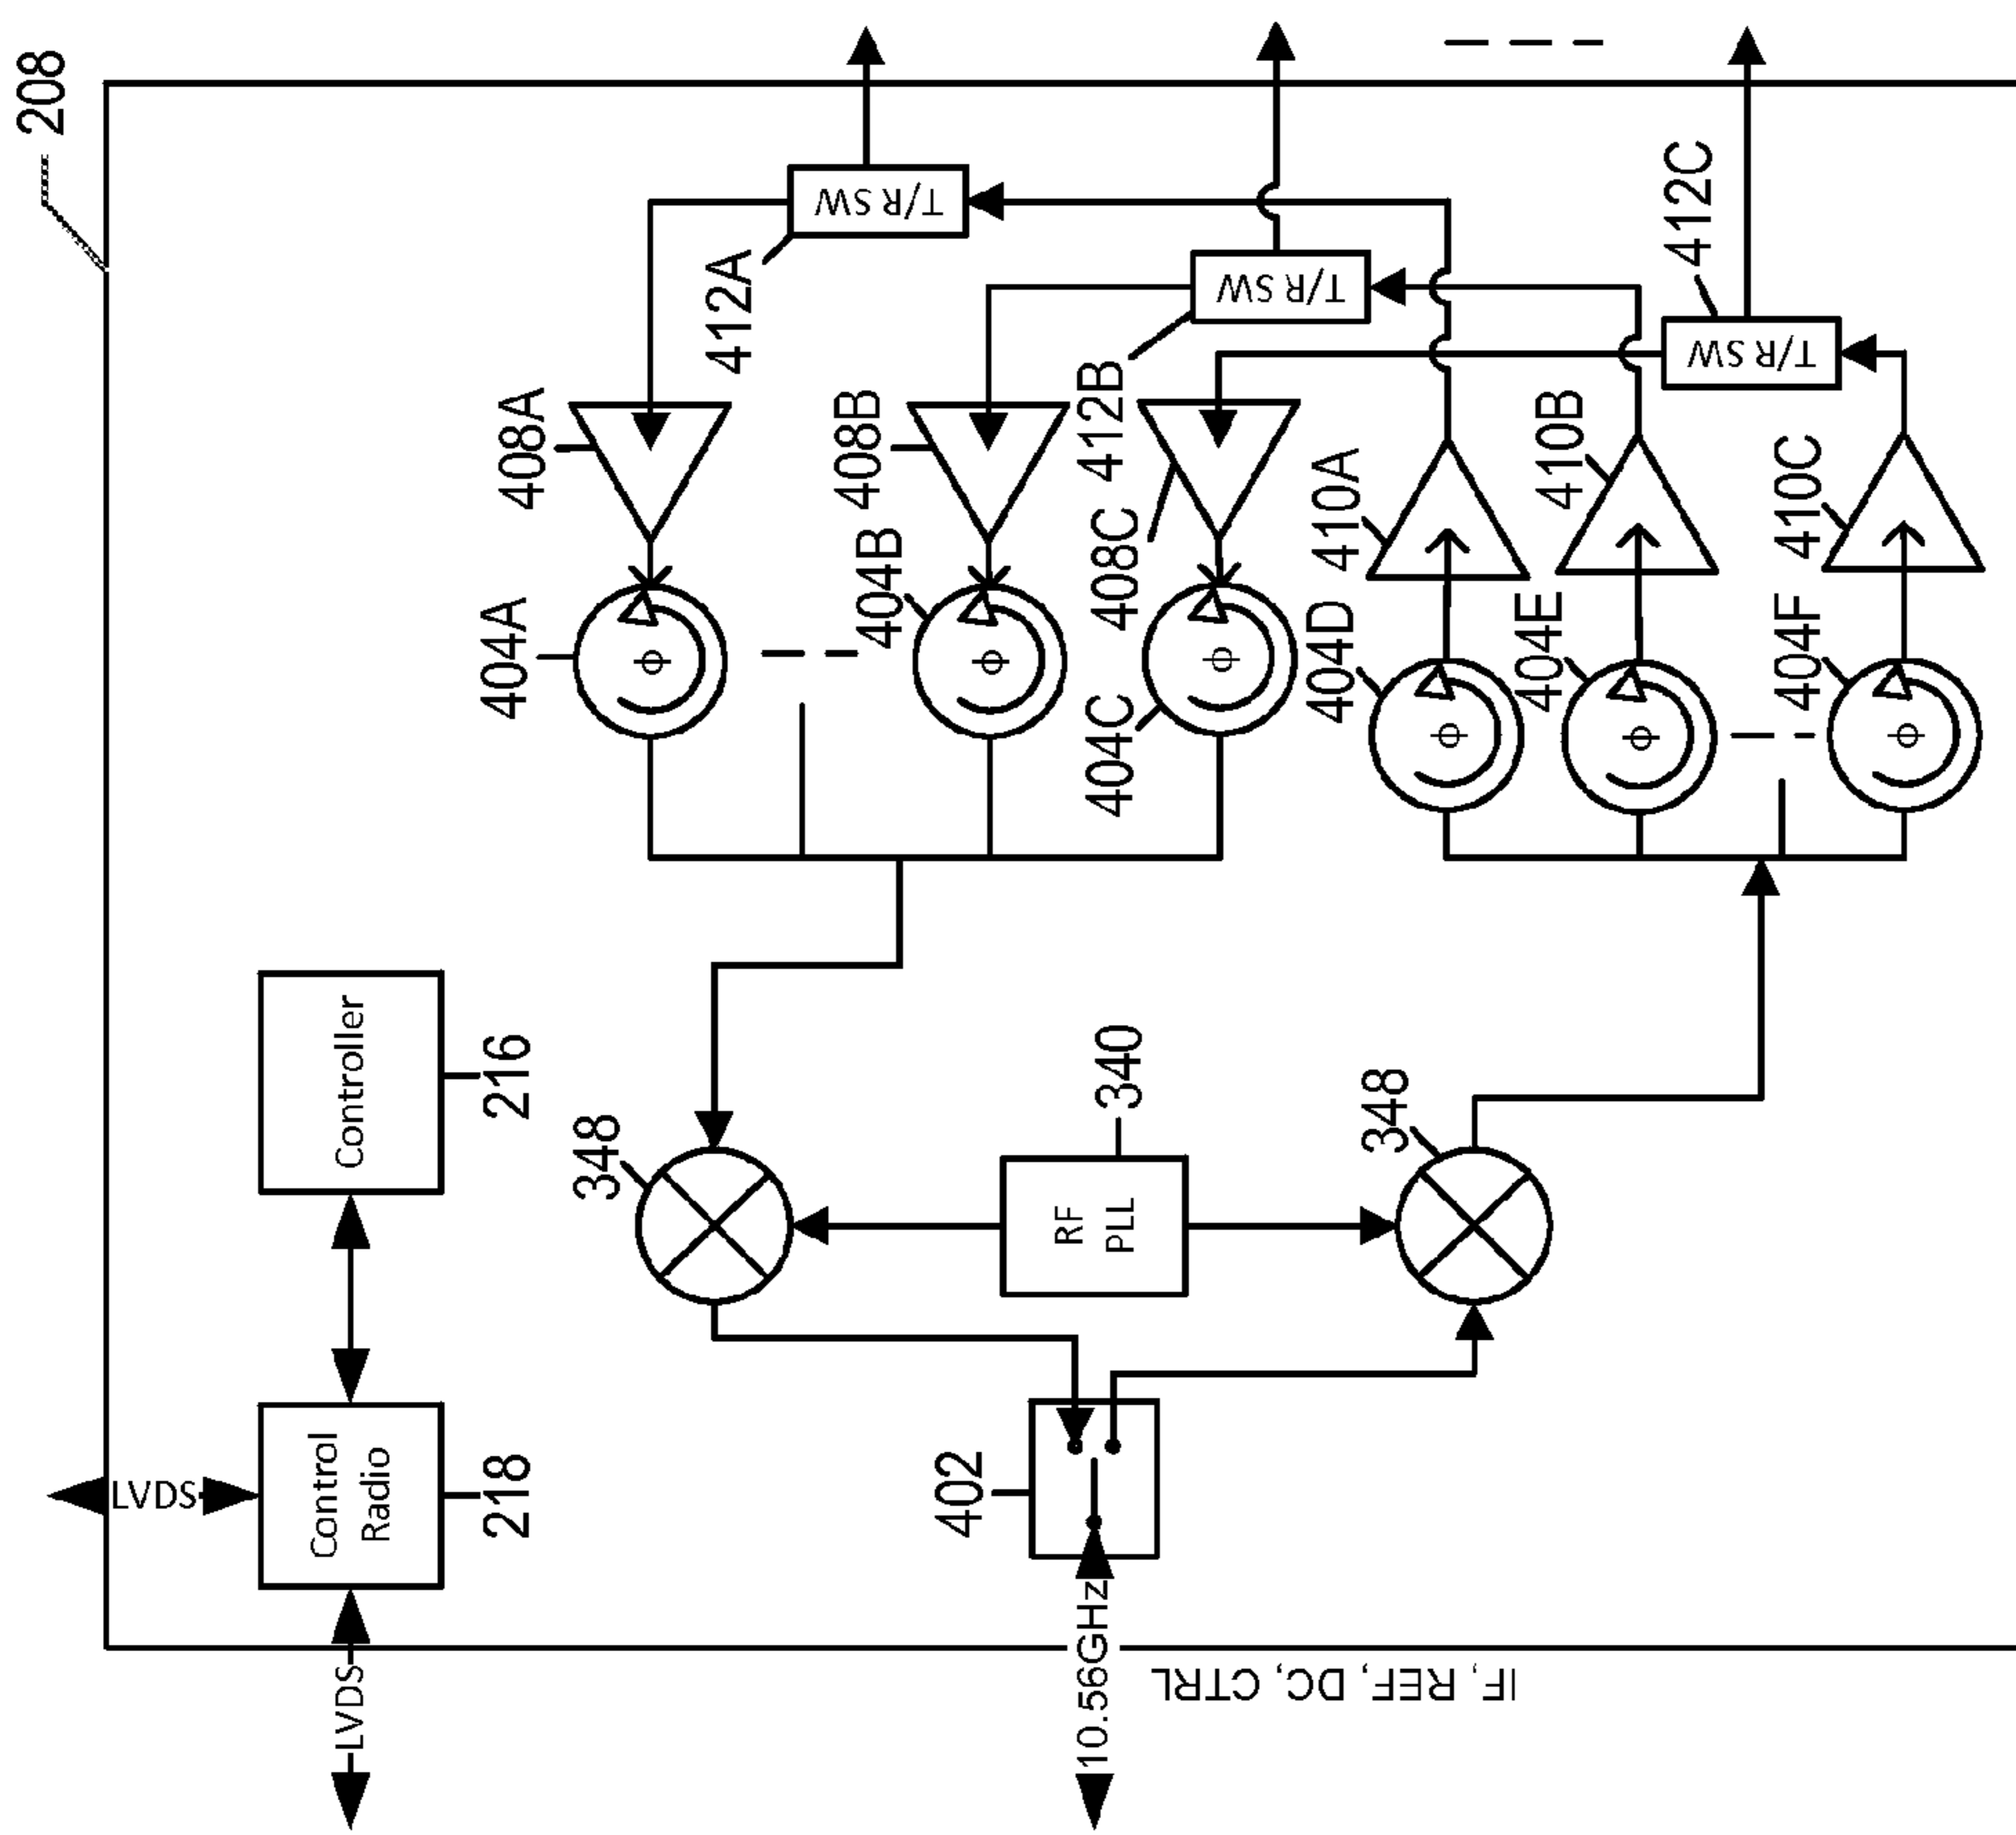 208
412A
T/R SW
412B
T/R SW
412C
T/R SW
408A
408B
408C
410A
410B
410C
404A
404B
404C
404D
404E
404F
Controller
216
348
RF
PLL
340
348
Control
Radio
218
LVDS
LVDS
402
10.56GHz
IF, REF, DC, CTRL